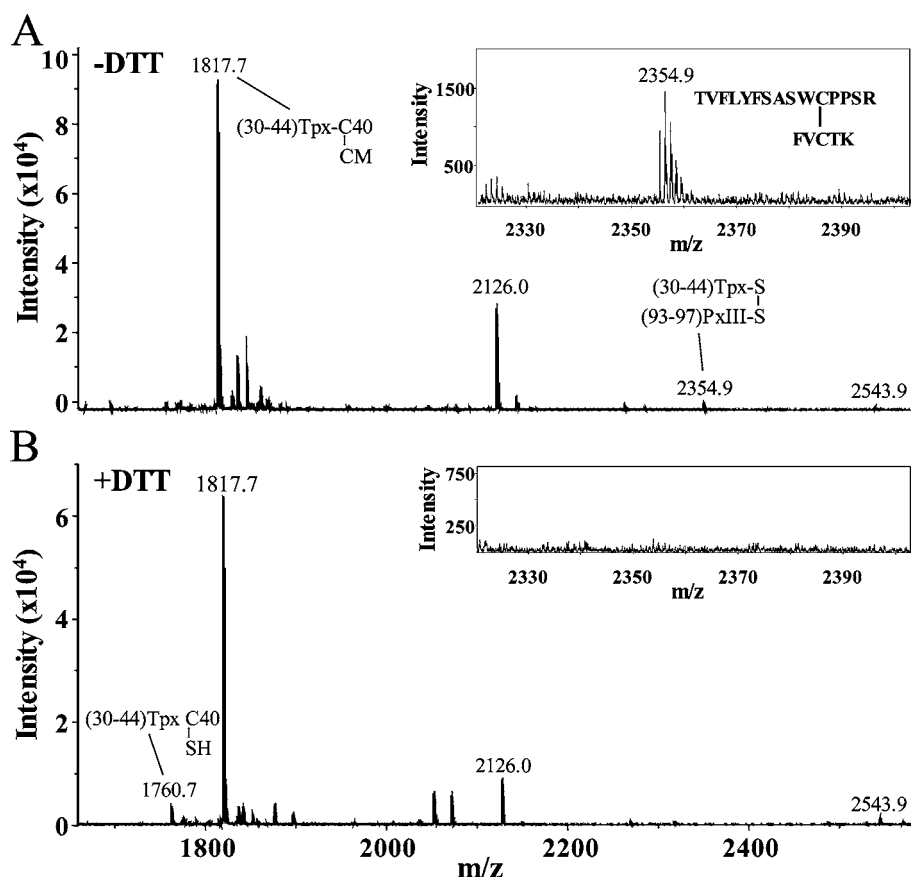 A
-DTT
Intensity (x10⁴)
10
8
6
4
2
0
1817.7
(30-44)Tpx-C40
CM
2126.0
(30-44)Tpx-S
(93-97)PxIII-S
2354.9
2543.9
Intensity
1500
500
2354.9
TVFLYFSASWCPPSR
FVCTK
2330
2350
2370
2390
m/z
B
+DTT
Intensity (x10⁴)
6
4
2
0
1817.7
(30-44)Tpx C40
SH
1760.7
2126.0
2543.9
Intensity
750
250
2330
2350
2370
2390
m/z
1800
2000
2200
2400
m/z